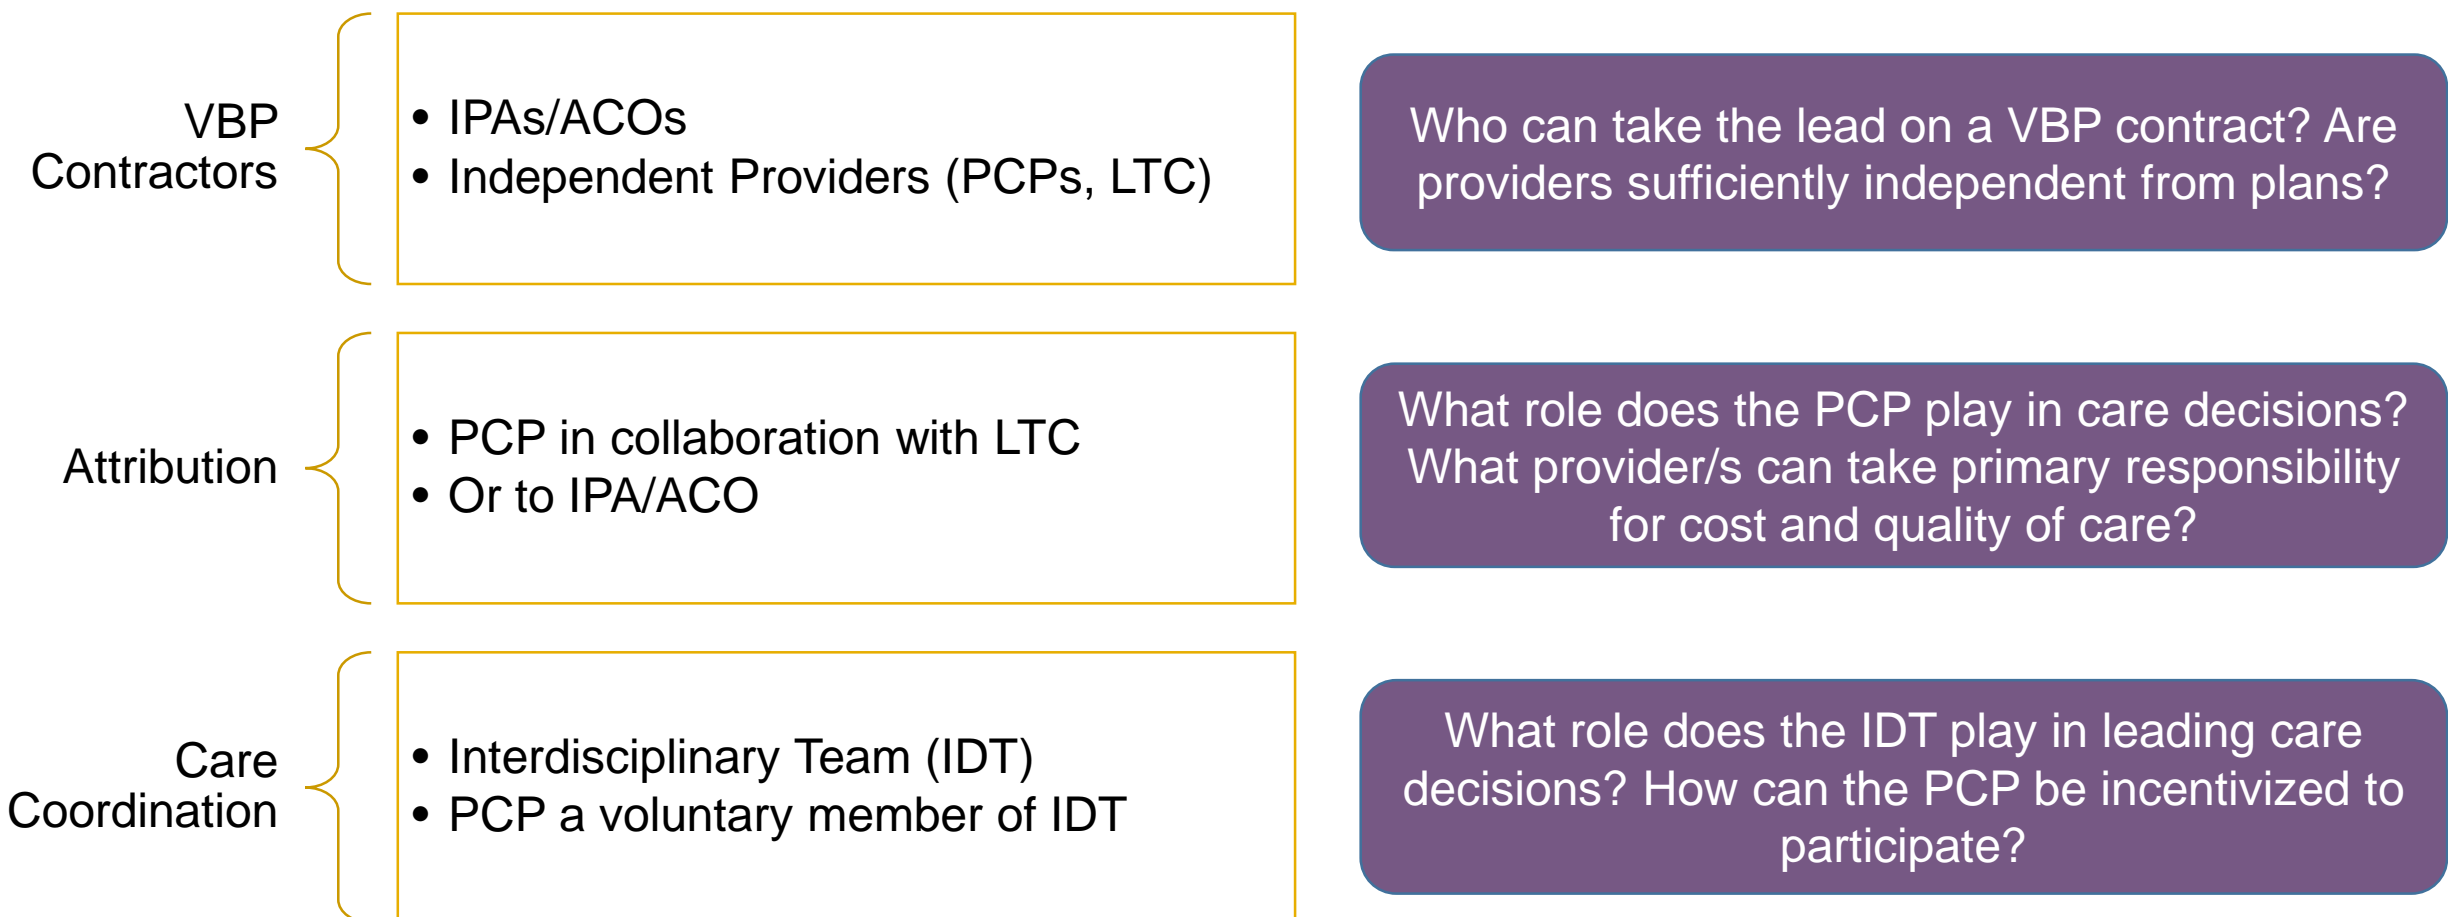 VBP
Contractors
• IPAs/ACOs
• Independent Providers (PCPs, LTC)
Who can take the lead on a VBP contract? Are
providers sufficiently independent from plans?
Attribution
• PCP in collaboration with LTC
• Or to IPA/ACO
What role does the PCP play in care decisions?
What provider/s can take primary responsibility
for cost and quality of care?
Care
Coordination
• Interdisciplinary Team (IDT)
• PCP a voluntary member of IDT
What role does the IDT play in leading care
decisions? How can the PCP be incentivized to
participate?